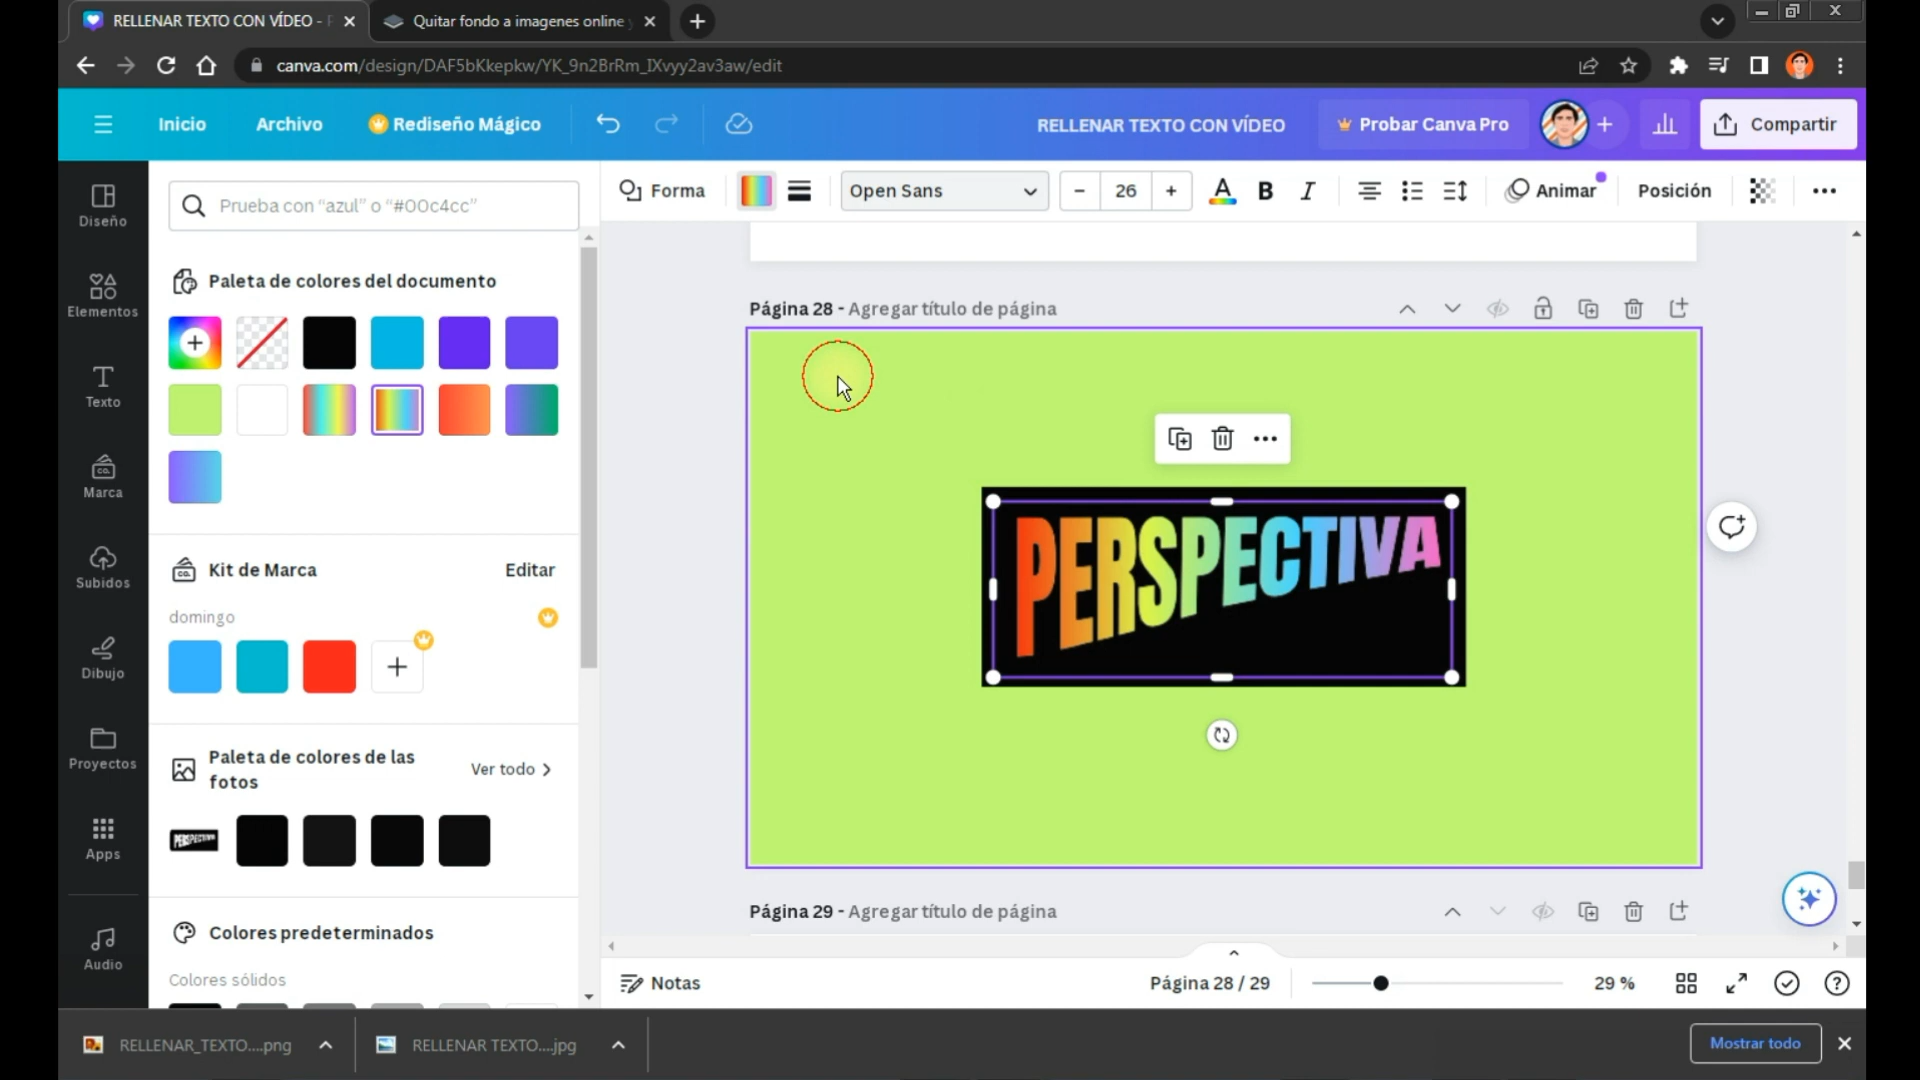 RELLENAR TEXTO CON VÍDEO -
Quitar fondo a imagenes online
canva.com/design/DAF5bKkepkw/YK_9n2BrRm_IXvyy2av3aw/edit
Inicio
Archivo
Rediseño Mágico
RELLENAR TEXTO CON VÍDEO
Probar Canva Pro
Compartir
Diseño
Elementos
Texto
Marca
Subidos
Dibujo
Proyectos
Apps
Audio
Prueba con “azul” o “#00c4cc”
Paleta de colores del documento
Kit de Marca
Editar
domingo
Paleta de colores de las
fotos
Ver todo
PERSPECTIVA
Colores predeterminados
Colores sólidos
Forma
Open Sans
- 26 +
A B I
Animar
Posición
Página 28 - Agregar título de página
PERSPECTIVA
Página 29 - Agregar título de página
Notas
Página 28 / 29
29 %
RELLENAR_TEXTO....png
RELLENAR TEXTO....jpg
Mostrar todo